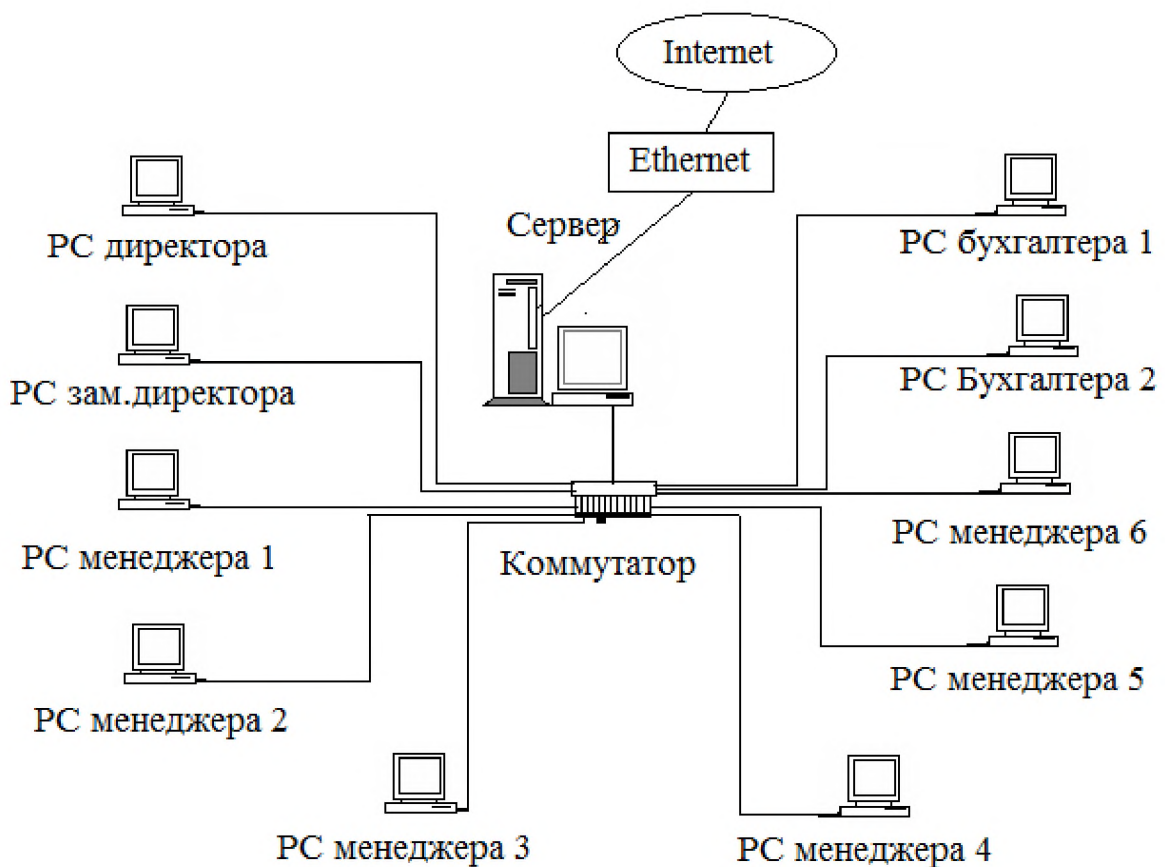 Internet
Ethernet
Сервер
PC директора
PC бухгалтера 1
PC зам.директора
PC Бухгалтера 2
PC менеджера 1
Коммутатор
PC менеджера 6
PC менеджера 2
PC менеджера 5
PC менеджера 3
PC менеджера 4